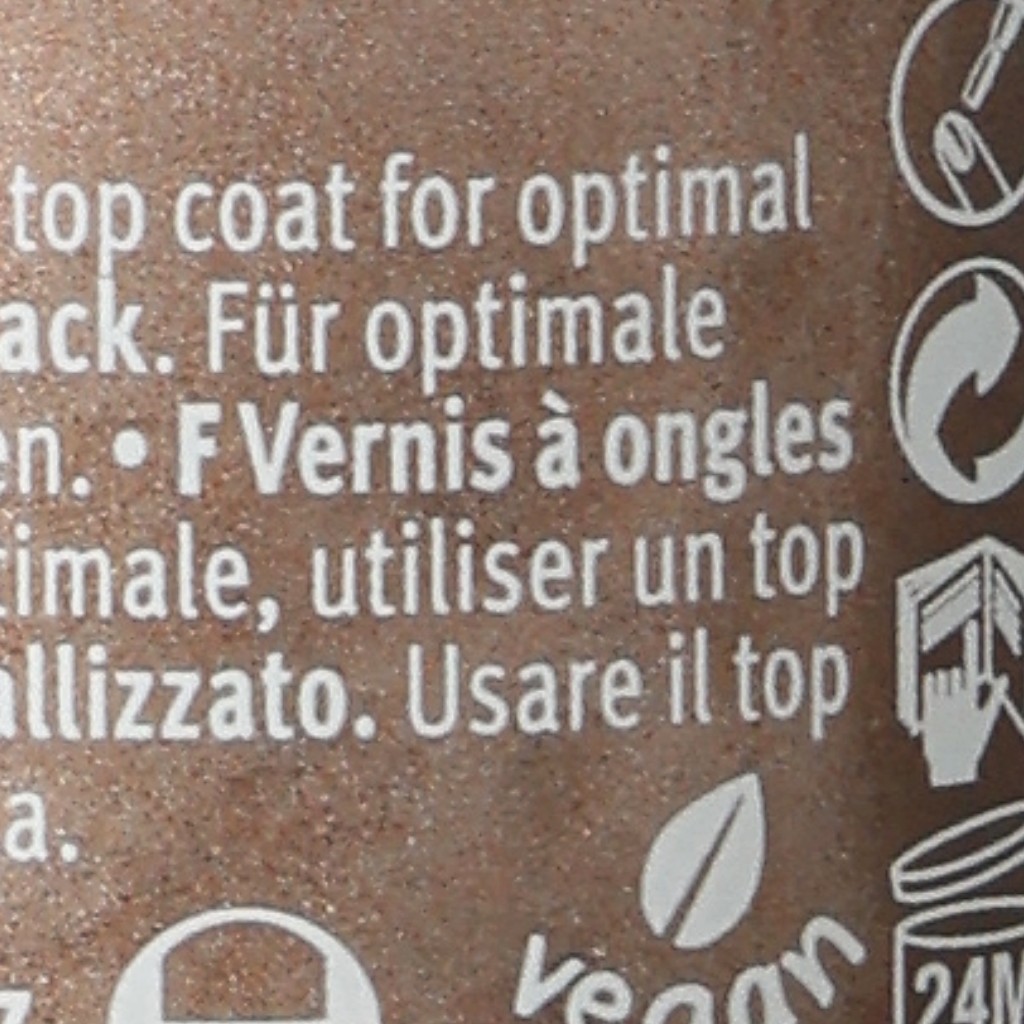 top coat for optimal
ack. Für optimale
en. • F Vernis à ongles
timale, utiliser un top
allizzato. Usare il top
a.
vegan
24M